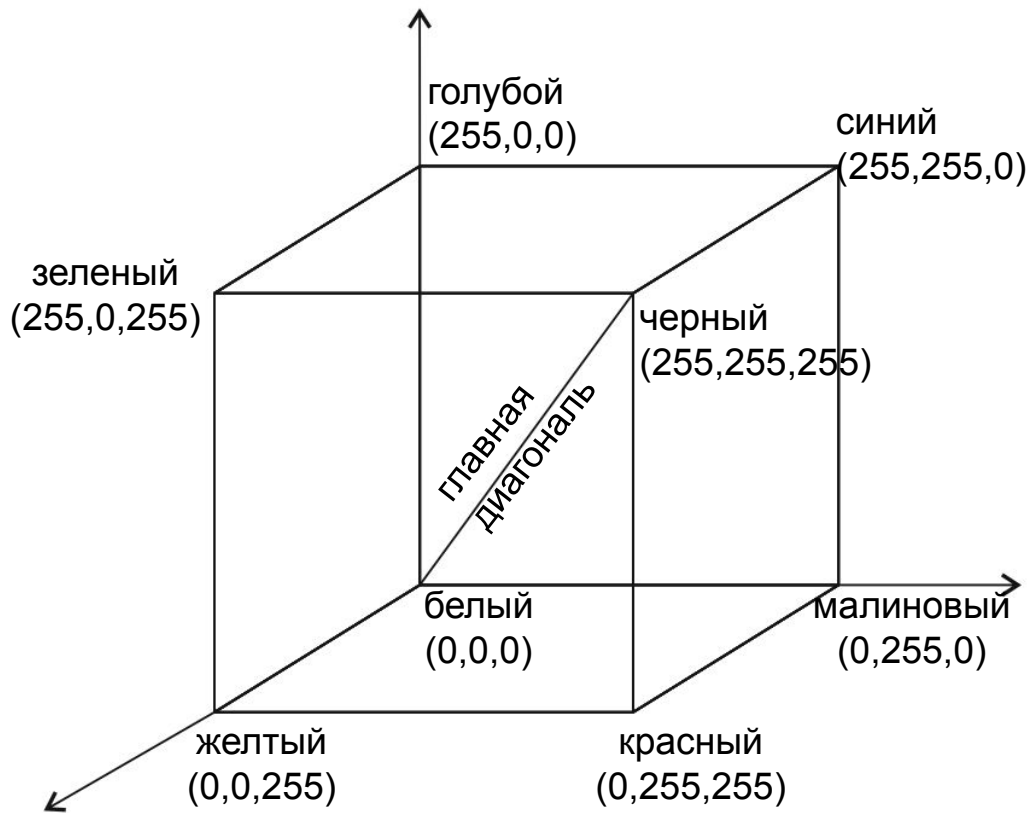 голубой
(255,0,0)
синий
(255,255,0)
зеленый
(255,0,255)
черный
(255,255,255)
главная
диагональ
белый
(0,0,0)
малиновый
(0,255,0)
желтый
(0,0,255)
красный
(0,255,255)